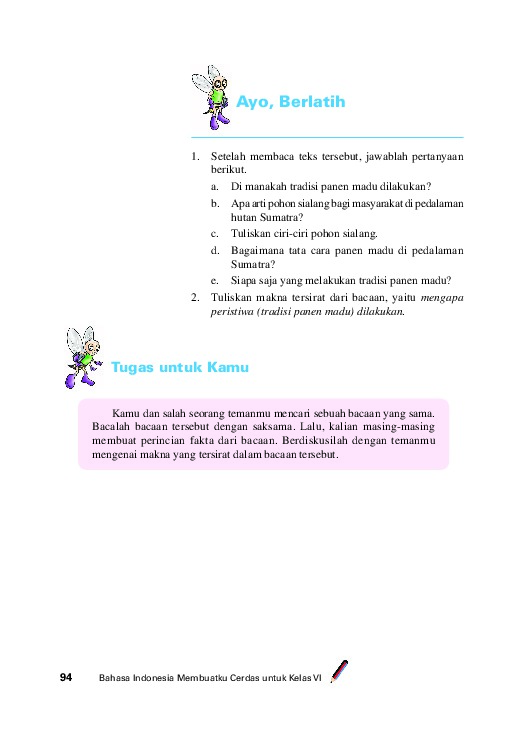 Ayo, Berlatih
1. Setelah membaca teks tersebut, jawablah pertanyaan
berikut.
a. Di manakah tradisi panen madu dilakukan?
b. Apa arti pohon sialang bagi masyarakat di pedalaman
hutan Sumatra?
c. Tuliskan ciri-ciri pohon sialang.
d. Bagaimana tata cara panen madu di pedalaman
Sumatra?
e. Siapa saja yang melakukan tradisi panen madu?
2. Tuliskan makna tersirat dari bacaan, yaitu mengapa
peristiwa (tradisi panen madu) dilakukan.
Tugas untuk Kamu
Kamu dan salah seorang temanmu mencari sebuah bacaan yang sama.
Bacalah bacaan tersebut dengan saksama. Lalu, kalian masing-masing
membuat perincian fakta dari bacaan. Berdiskusilah dengan temanmu
mengenai makna yang tersirat dalam bacaan tersebut.
94 Bahasa Indonesia Membuatku Cerdas untuk Kelas VI